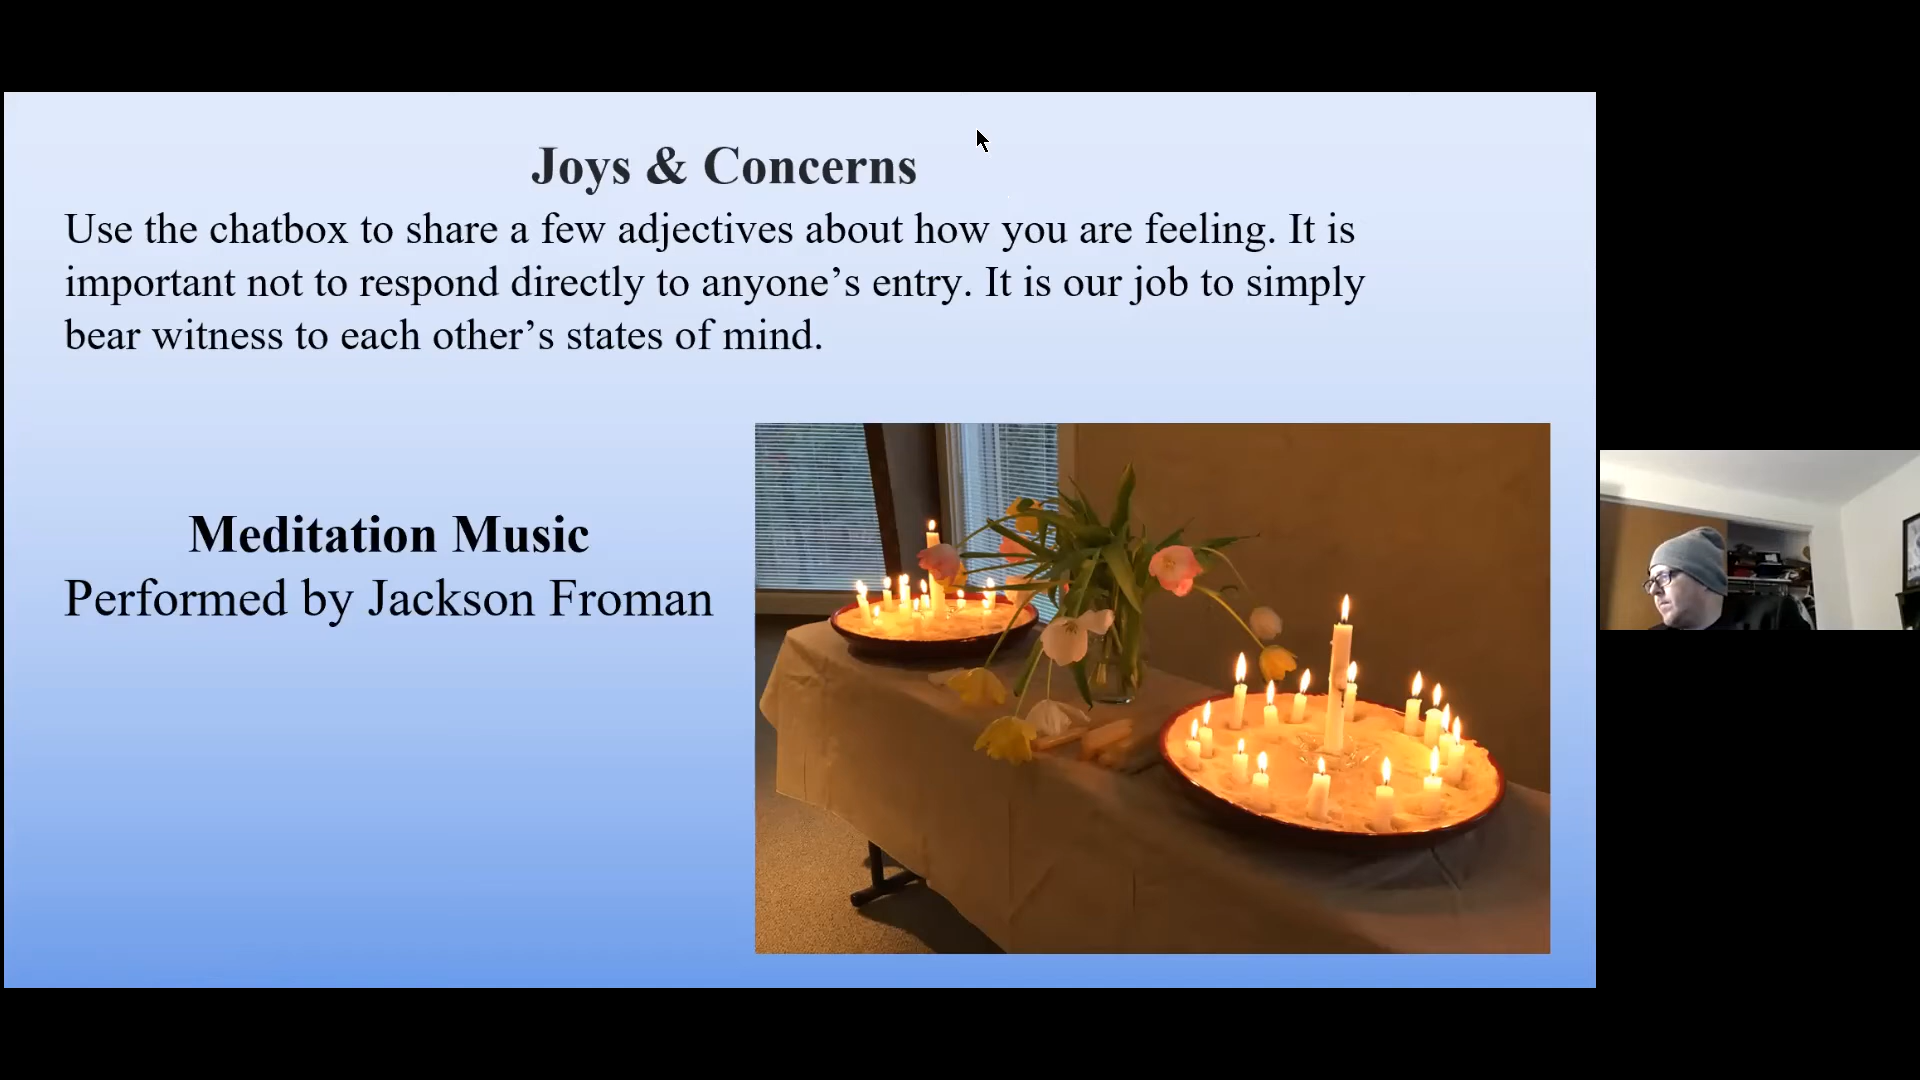 Joys & Concerns
Use the chatbox to share a few adjectives about how you are feeling. It is
important not to respond directly to anyone’s entry. It is our job to simply
bear witness to each other’s states of mind.
Meditation Music
Performed by Jackson Froman